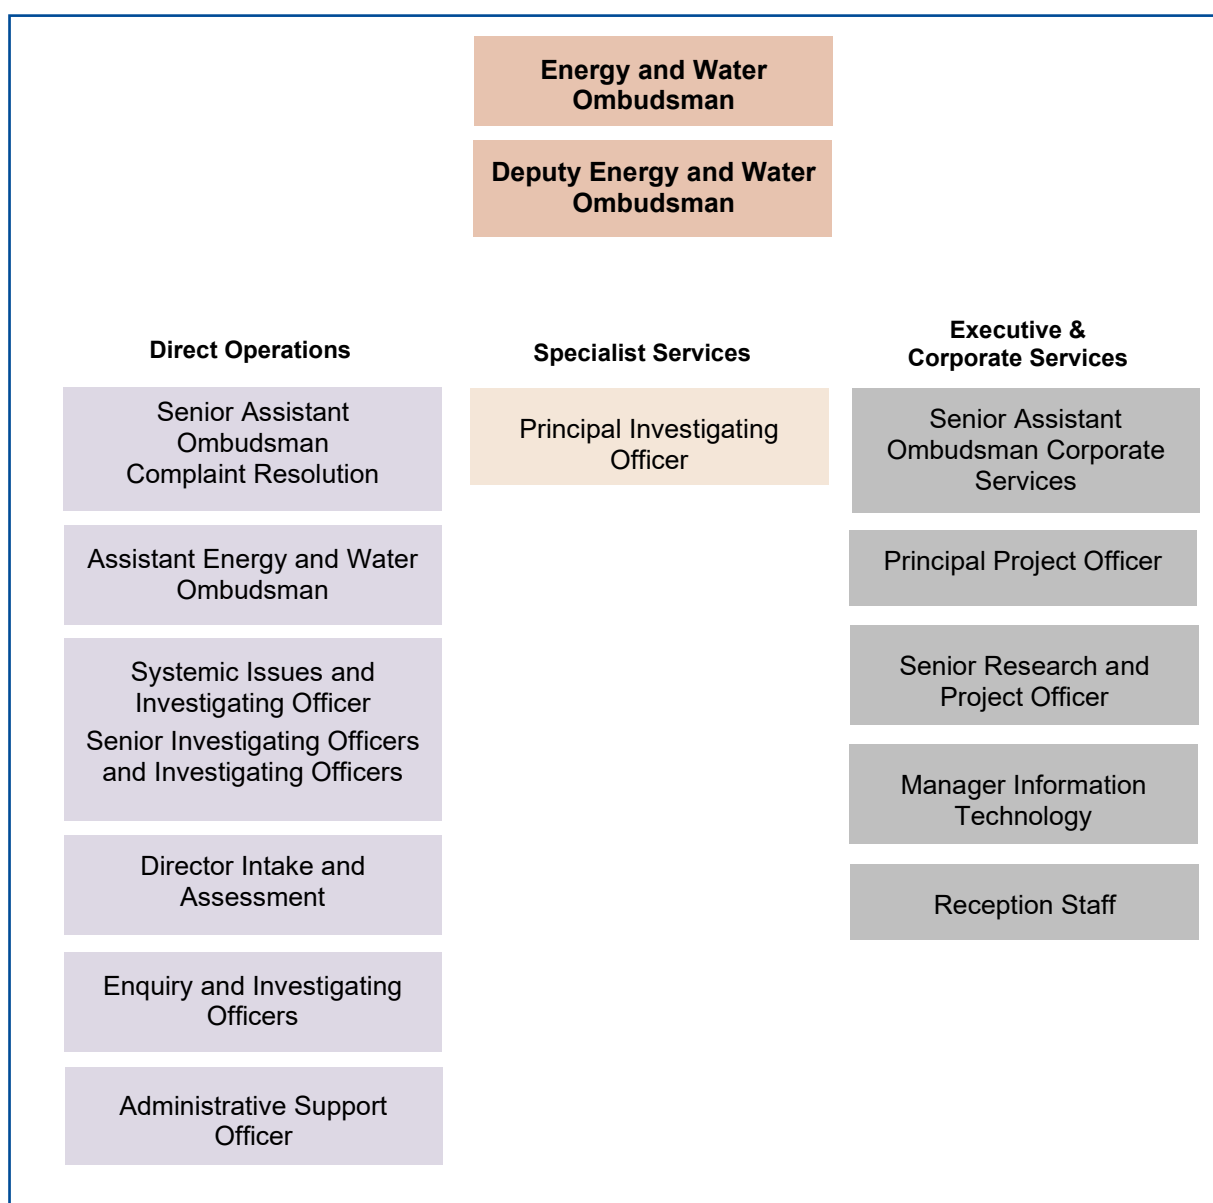 Energy and Water
Ombudsman
Deputy Energy and Water
Ombudsman
Direct Operations
Senior Assistant
Ombudsman
Complaint Resolution
Assistant Energy and Water
Ombudsman
Systemic Issues and
Investigating Officer
Senior Investigating Officers
and Investigating Officers
Director Intake and
Assessment
Enquiry and Investigating
Officers
Administrative Support
Officer
Specialist Services
Principal Investigating
Officer
Executive &
Corporate Services
Senior Assistant
Ombudsman Corporate
Services
Principal Project Officer
Senior Research and
Project Officer
Manager Information
Technology
Reception Staff